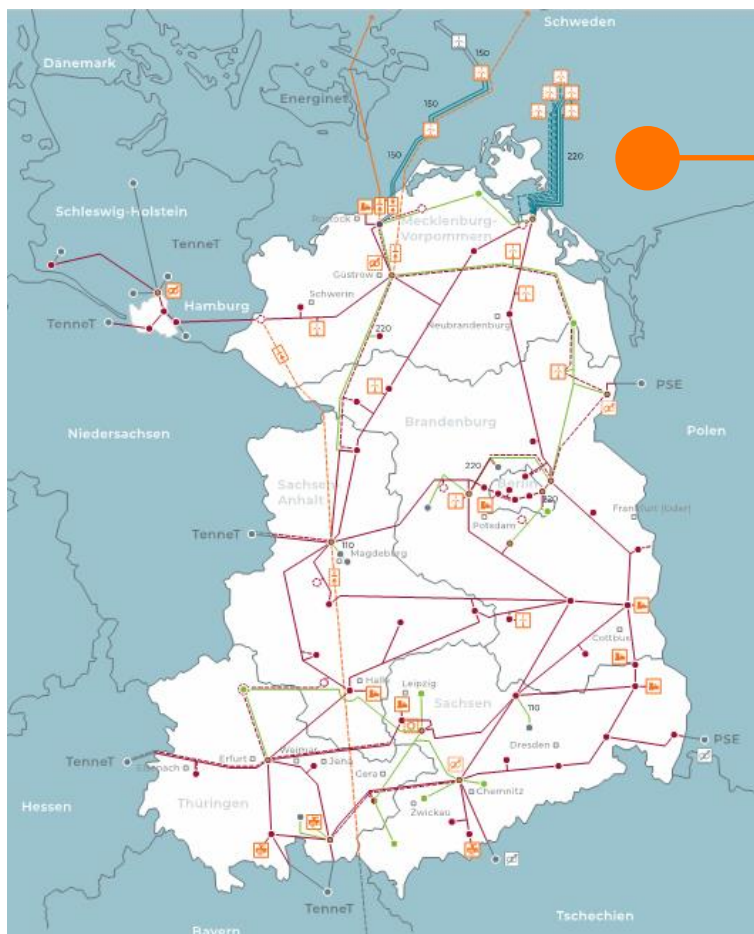 Schweden
150
Dänemark
Energinet
150
150
220
Schleswig-Holstein
Rostock
Mecklenburg-
Vorpommern
TenneT
Güstrow
Hamburg
Schwerin
TenneT
220
Neubrandenburg
PSE
Brandenburg
Niedersachsen
Polen
Sachsen
Anhalt
220
Berlin
Potsdam
Frankfurt (Oder)
TenneT
110
Magdeburg
Cottbus
Halle
Leipzig
Sachsen
110
PSE
TenneT
Eisenach
Erfurt
Weimar
Jena
Dresden
Gera
Hessen
Thüringen
Zwickau
Chemnitz
TenneT
Bayern
Tschechien